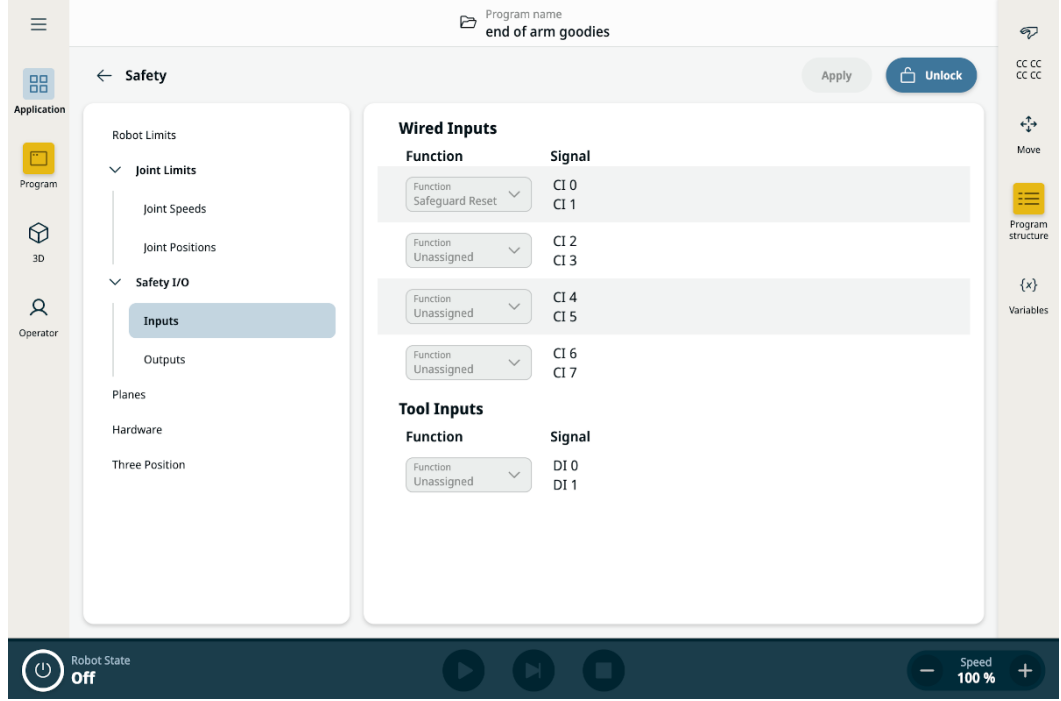 Program name
end of arm goodies
Safety
Apply
Unlock
Application
Program
3D
Operator
Robot Limits
Joint Limits
Joint Speeds
Joint Positions
Safety I/O
Inputs
Outputs
Planes
Hardware
Three Position
Wired Inputs
Function Signal
Function
Safeguard Reset
CI 0
CI 1
Function
Unassigned
CI 2
CI 3
Function
Unassigned
CI 4
CI 5
Function
Unassigned
CI 6
CI 7
Tool Inputs
Function Signal
Function
Unassigned
DI 0
DI 1
CC CC
CC CC
Move
Program
structure
{x}
Variables
Robot State
Off
Speed
100 %